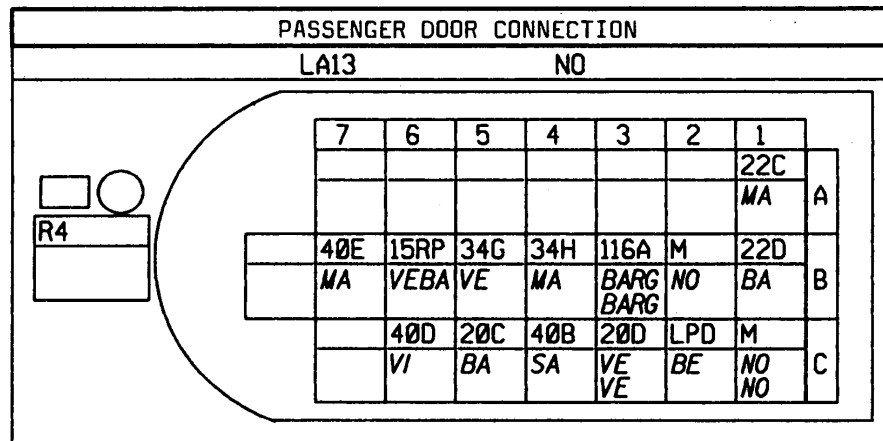 PASSENGER DOOR CONNECTION
LA13 NO
7 6 5 4 3 2 1
22C
MA A
R4
40E 15RP 34G 34H 116A M 22D
MA VEBA VE MA BARG NO BA B
BARG
40D 20C 40B 20D LPD M
VI BA SA VE BE NO C
VE NO